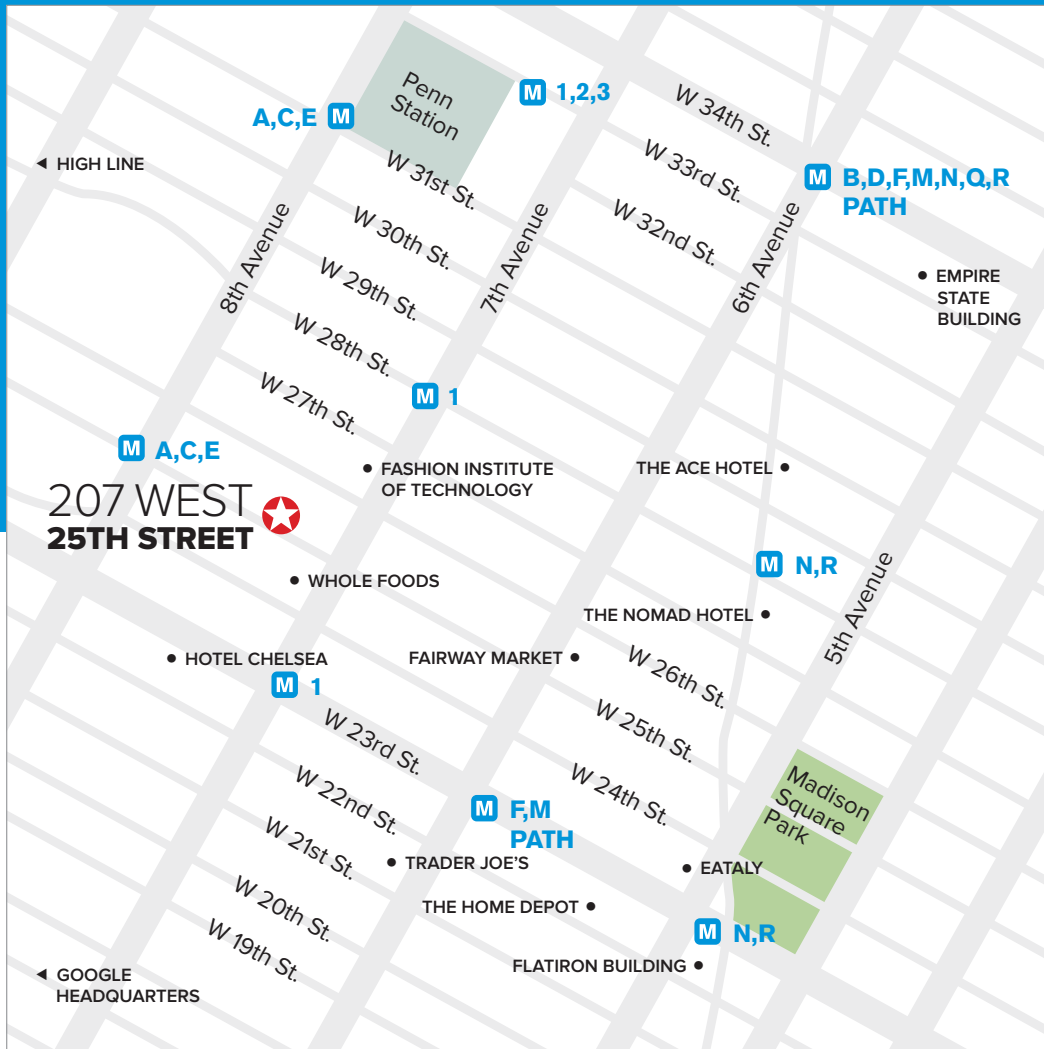 Penn
Station
M 1,2,3
A,C,E M
W 34th St.
◄ HIGH LINE
W 31st St.
W 33rd St.
M B,D,F,M,N,Q,R
PATH
W 30th St.
W 32nd St.
8th Avenue
7th Avenue
6th Avenue
W 29th St.
• EMPIRE
STATE
BUILDING
W 28th St.
W 27th St.
M 1
M A,C,E
• FASHION INSTITUTE
OF TECHNOLOGY
THE ACE HOTEL •
207 WEST
25TH STREET
M N,R
• WHOLE FOODS
THE NOMAD HOTEL •
5th Avenue
• HOTEL CHELSEA
FAIRWAY MARKET •
W 26th St.
M 1
W 23rd St.
W 25th St.
W 22nd St.
W 24th St.
Madison
Square
Park
M F,M
PATH
W 21st St.
• TRADER JOE'S
• EATALY
W 20th St.
THE HOME DEPOT •
W 19th St.
M N,R
FLATIRON BUILDING •
◄ GOOGLE
HEADQUARTERS